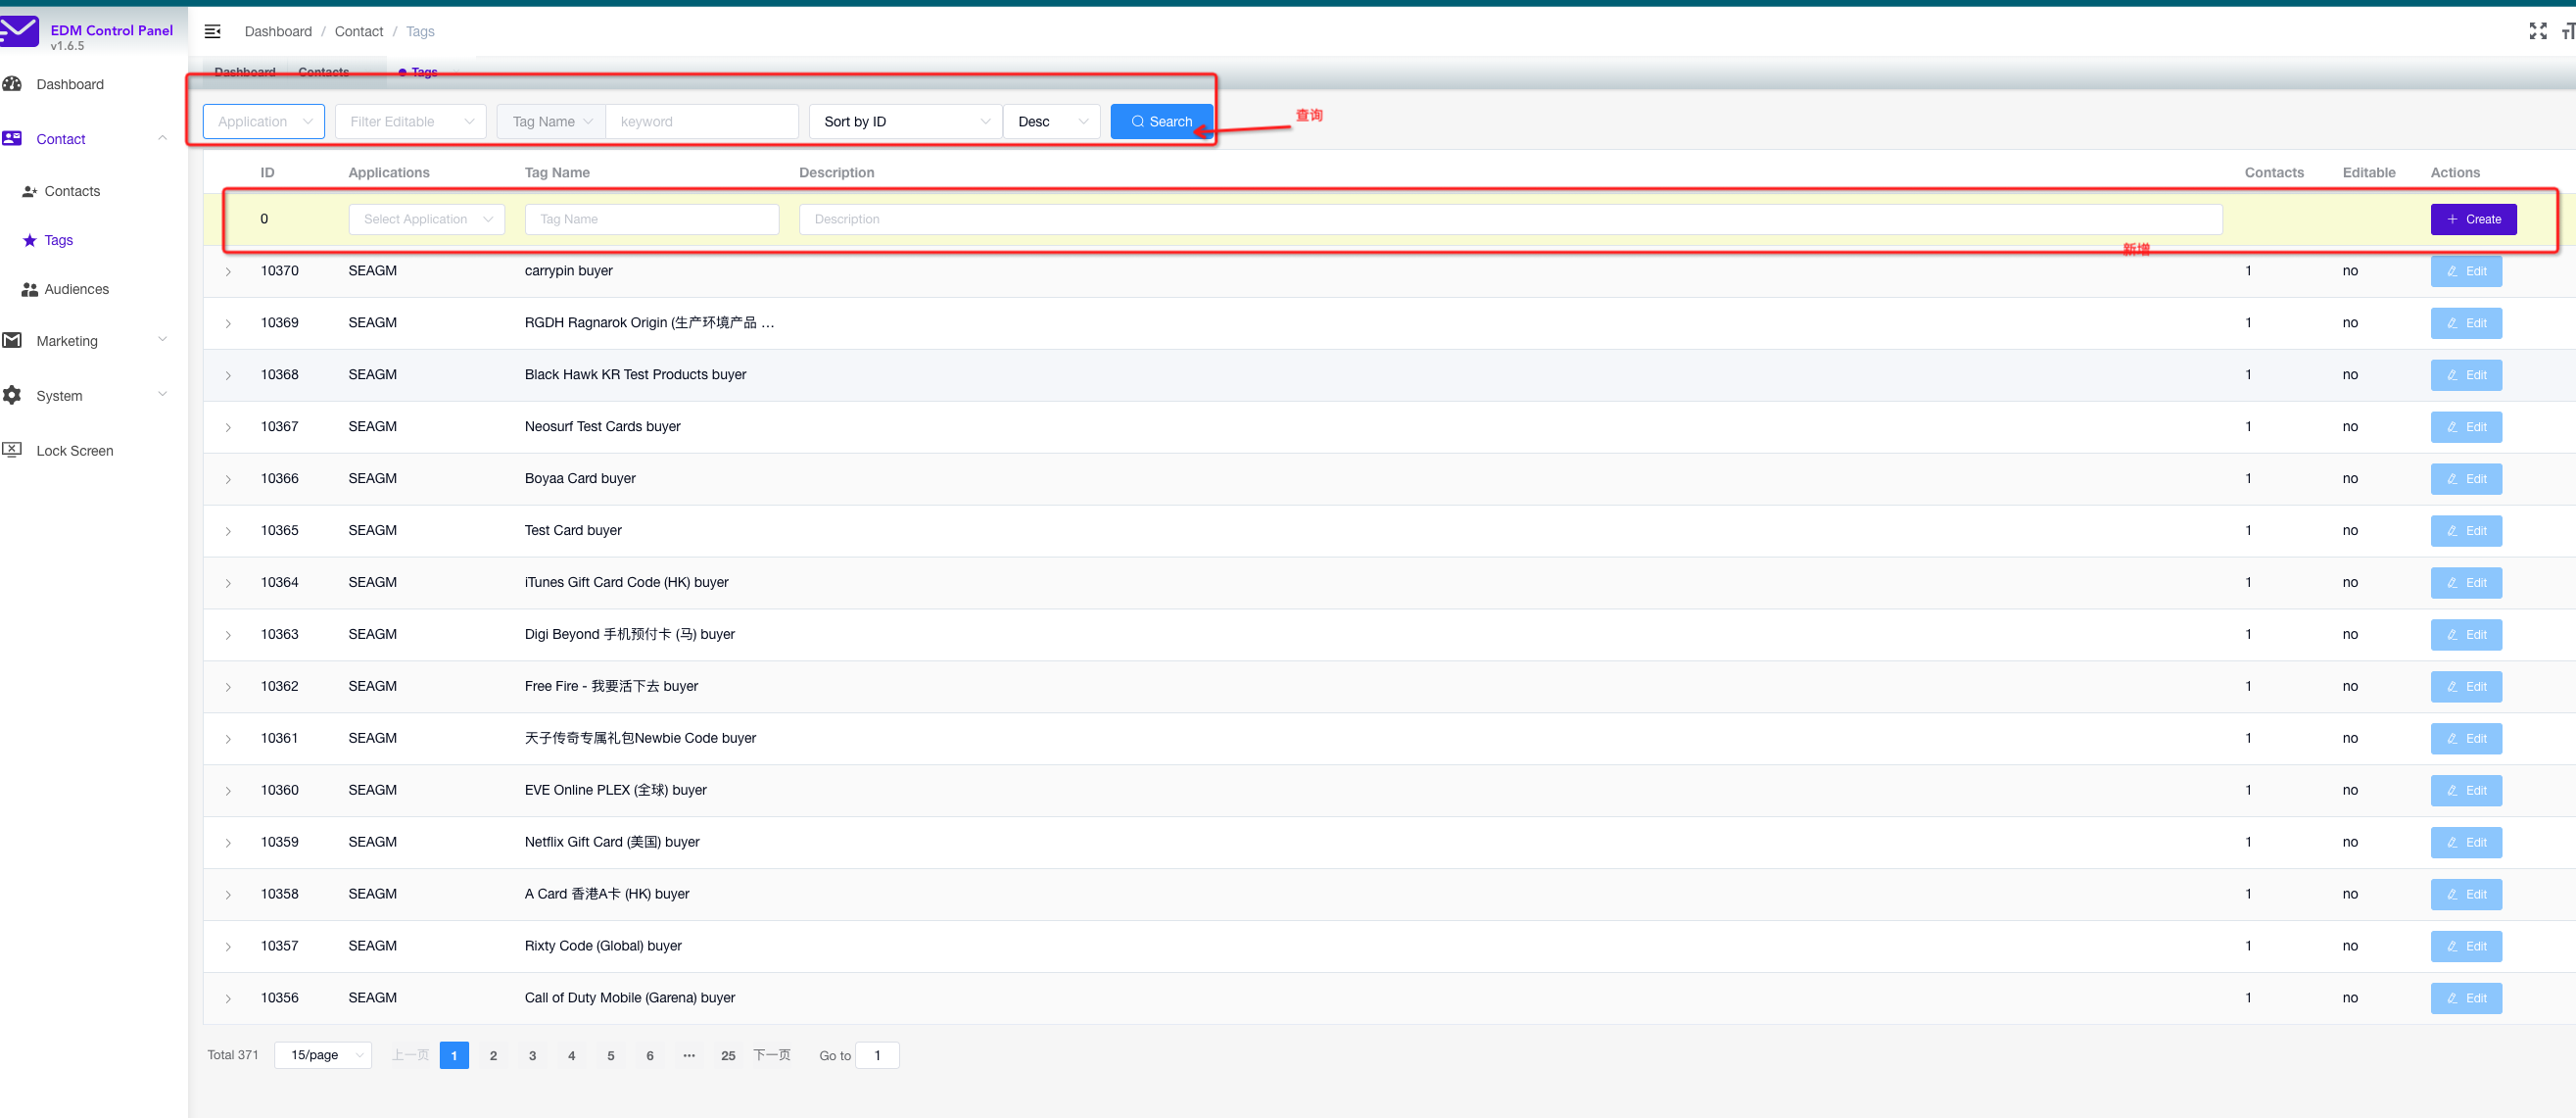 EDM Control Panel
v1.6.5
Dashboard / Contact / Tags
Dashboard Contacts Tags
Dashboard
Contact
Contacts
Tags
Audiences
Marketing
System
Lock Screen
Application Filter Editable Tag Name keyword Sort by ID Desc Search
查询
ID Applications Tag Name Description Contacts Editable Actions
0 Select Application Tag Name Description Create
新增
10370 SEAGM carrypin buyer 1 no Edit
10369 SEAGM RGDH Ragnarok Origin (生产环境产品 … 1 no Edit
10368 SEAGM Black Hawk KR Test Products buyer 1 no Edit
10367 SEAGM Neosurf Test Cards buyer 1 no Edit
10366 SEAGM Boyaa Card buyer 1 no Edit
10365 SEAGM Test Card buyer 1 no Edit
10364 SEAGM iTunes Gift Card Code (HK) buyer 1 no Edit
10363 SEAGM Digi Beyond 手机预付卡 (马) buyer 1 no Edit
10362 SEAGM Free Fire - 我要活下去 buyer 1 no Edit
10361 SEAGM 天子传奇专属礼包Newbie Code buyer 1 no Edit
10360 SEAGM EVE Online PLEX (全球) buyer 1 no Edit
10359 SEAGM Netflix Gift Card (美国) buyer 1 no Edit
10358 SEAGM A Card 香港A卡 (HK) buyer 1 no Edit
10357 SEAGM Rixty Code (Global) buyer 1 no Edit
10356 SEAGM Call of Duty Mobile (Garena) buyer 1 no Edit
Total 371 15/page 上一页 1 2 3 4 5 6 ••• 25 下一页 Go to 1